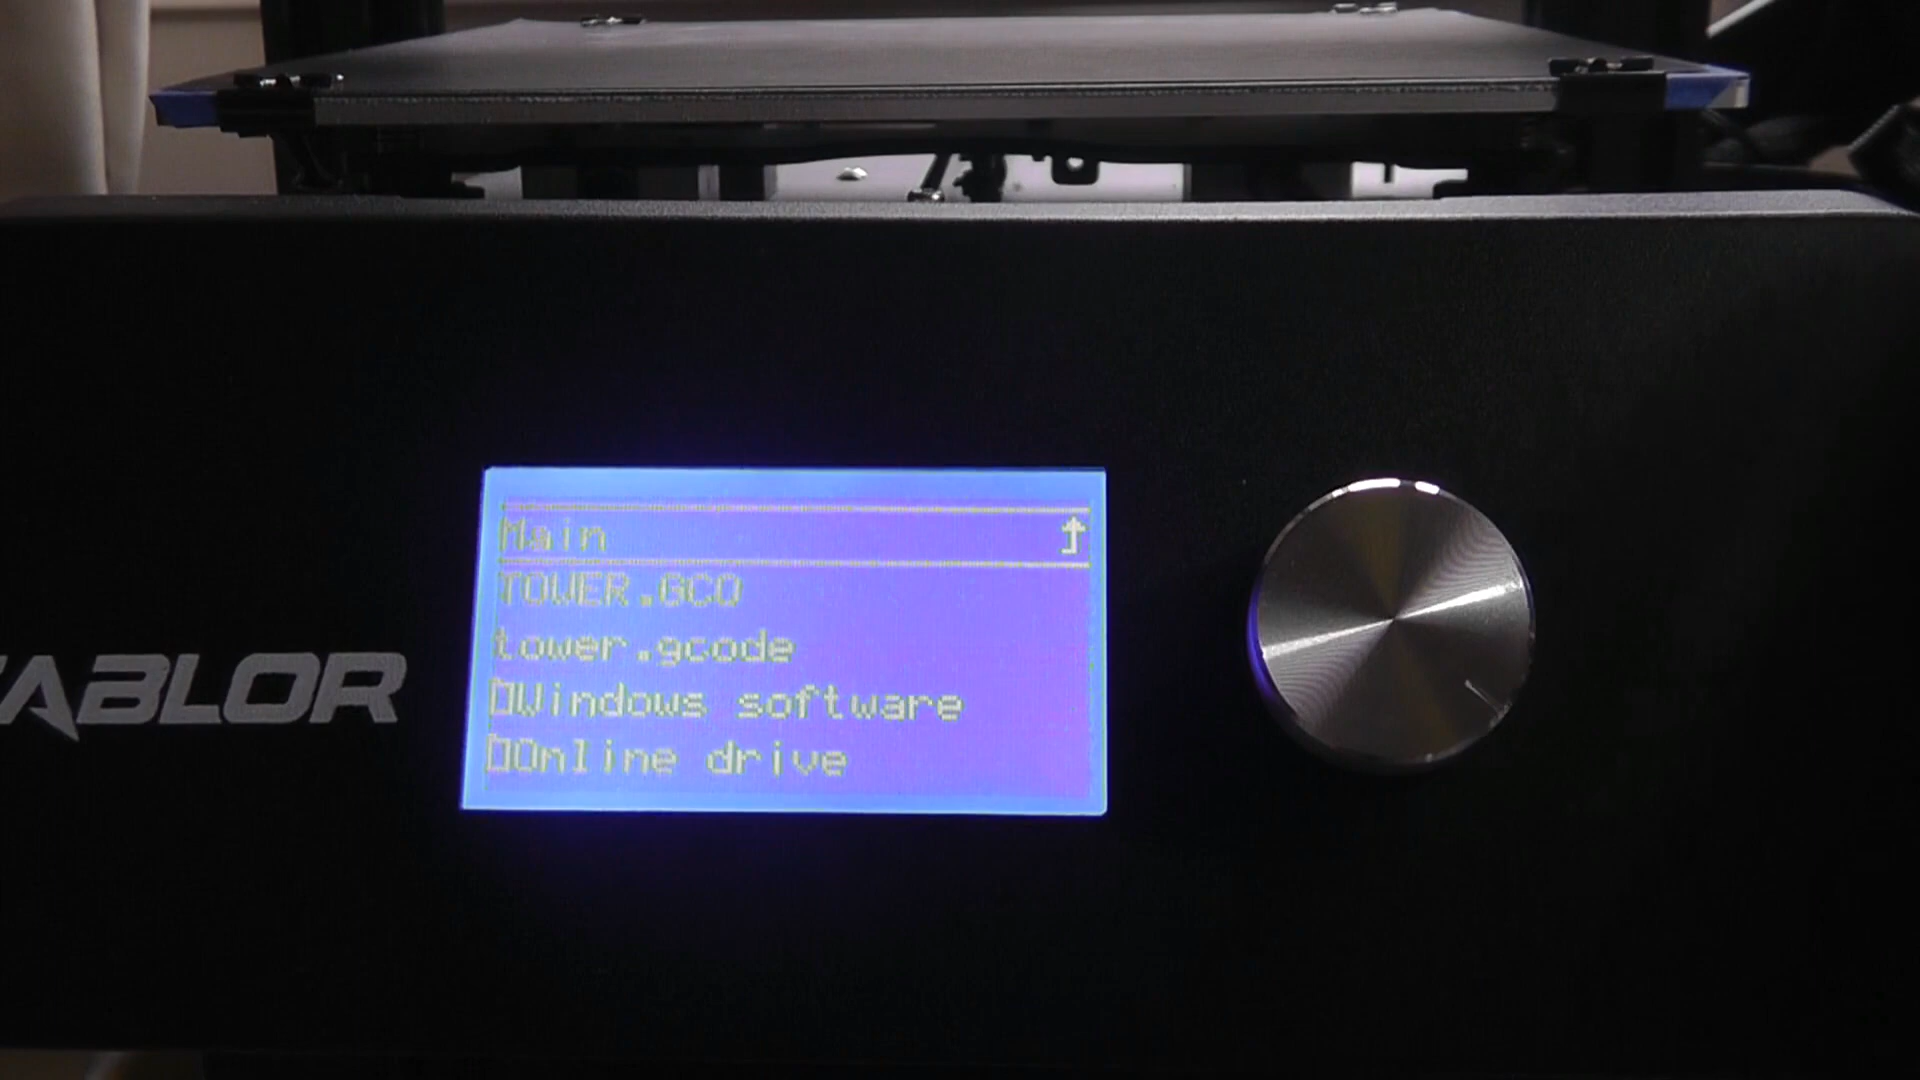 Main
TOWER.GCO
tower.gcode
Windows software
Online drive
ABLOR